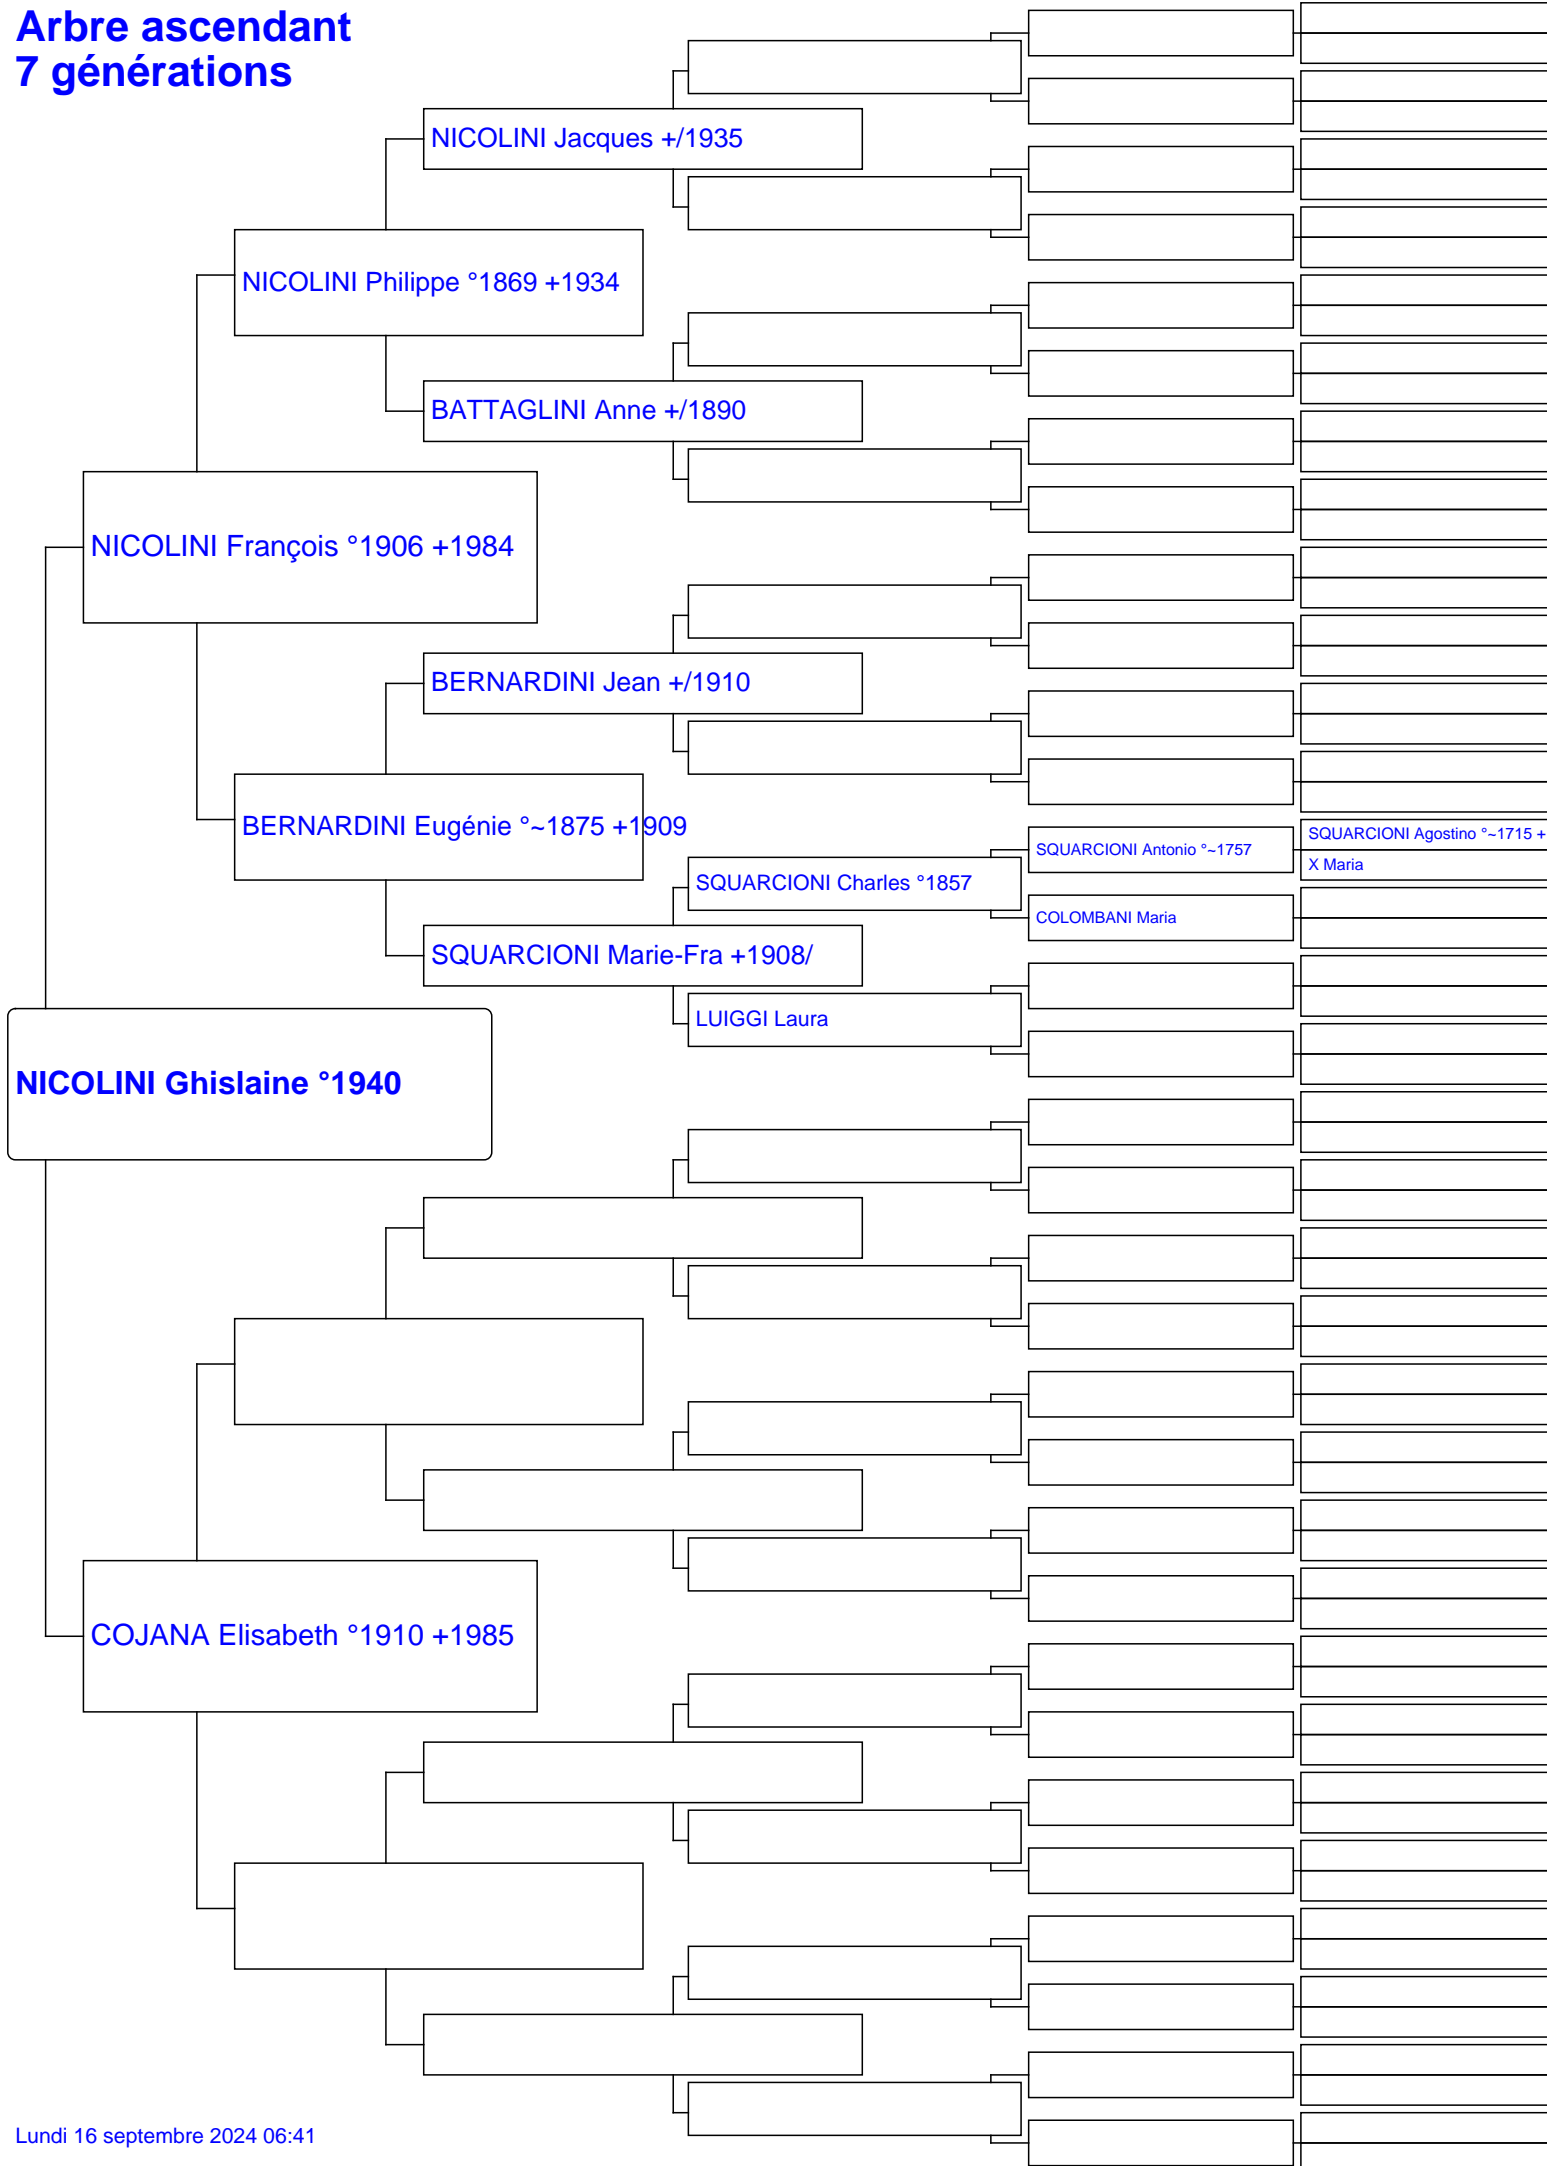 Arbre ascendant
7 générations
NICOLINI Jacques +/1935
NICOLINI Philippe °1869 +1934
BATTAGLINI Anne +/1890
NICOLINI François °1906 +1984
BERNARDINI Jean +/1910
BERNARDINI Eugénie °~1875 +1909
SQUARCIONI Agostino °~1715 +
SQUARCIONI Antonio °~1757
X Maria
SQUARCIONI Charles °1857
COLOMBANI Maria
SQUARCIONI Marie-Fra +1908/
LUIGGI Laura
NICOLINI Ghislaine °1940
COJANA Elisabeth °1910 +1985
Lundi 16 septembre 2024 06:41